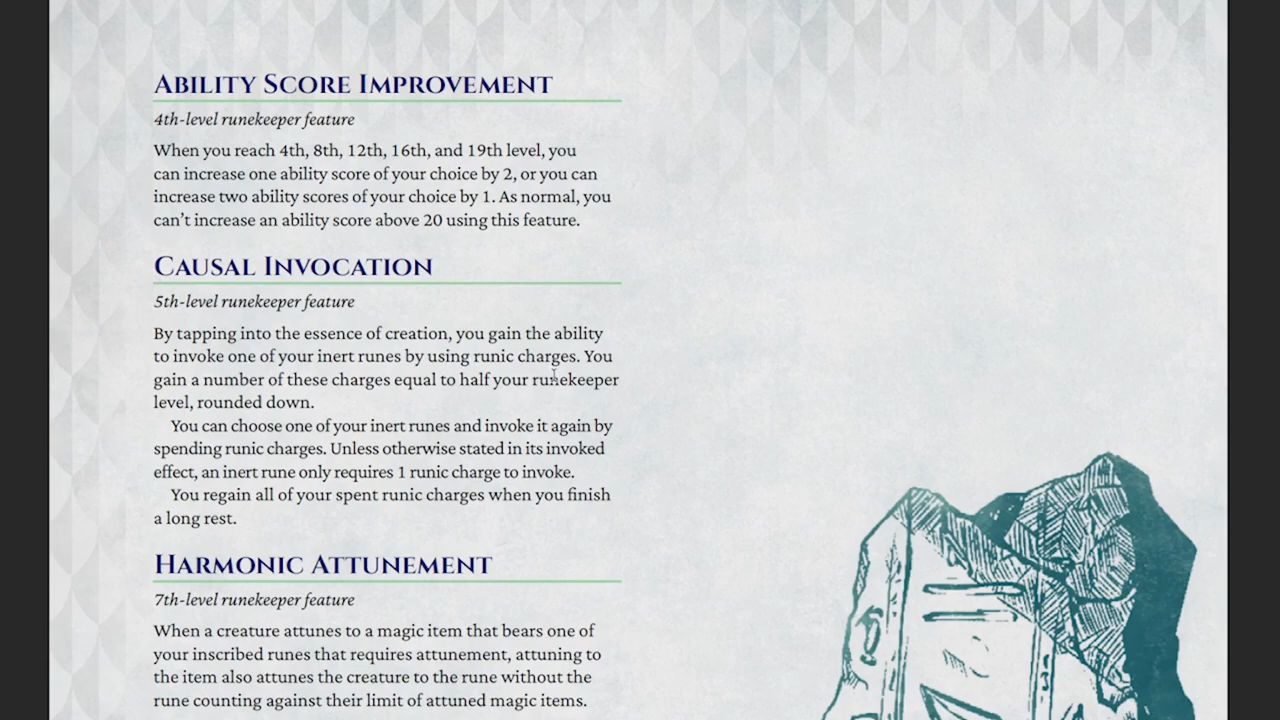 Ability Score Improvement
4th-level runekeeper feature
When you reach 4th, 8th, 12th, 16th, and 19th level, you
can increase one ability score of your choice by 2, or you can
increase two ability scores of your choice by 1. As normal, you
can’t increase an ability score above 20 using this feature.
Causal Invocation
5th-level runekeeper feature
By tapping into the essence of creation, you gain the ability
to invoke one of your inert runes by using runic charges. You
gain a number of these charges equal to half your runekeeper
level, rounded down.
You can choose one of your inert runes and invoke it again by
spending runic charges. Unless otherwise stated in its invoked
effect, an inert rune only requires 1 runic charge to invoke.
You regain all of your spent runic charges when you finish
a long rest.
Harmonic Attunement
7th-level runekeeper feature
When a creature attunes to a magic item that bears one of
your inscribed runes that requires attunement, attuning to
the item also attunes the creature to the rune without the
rune counting against their limit of attuned magic items.